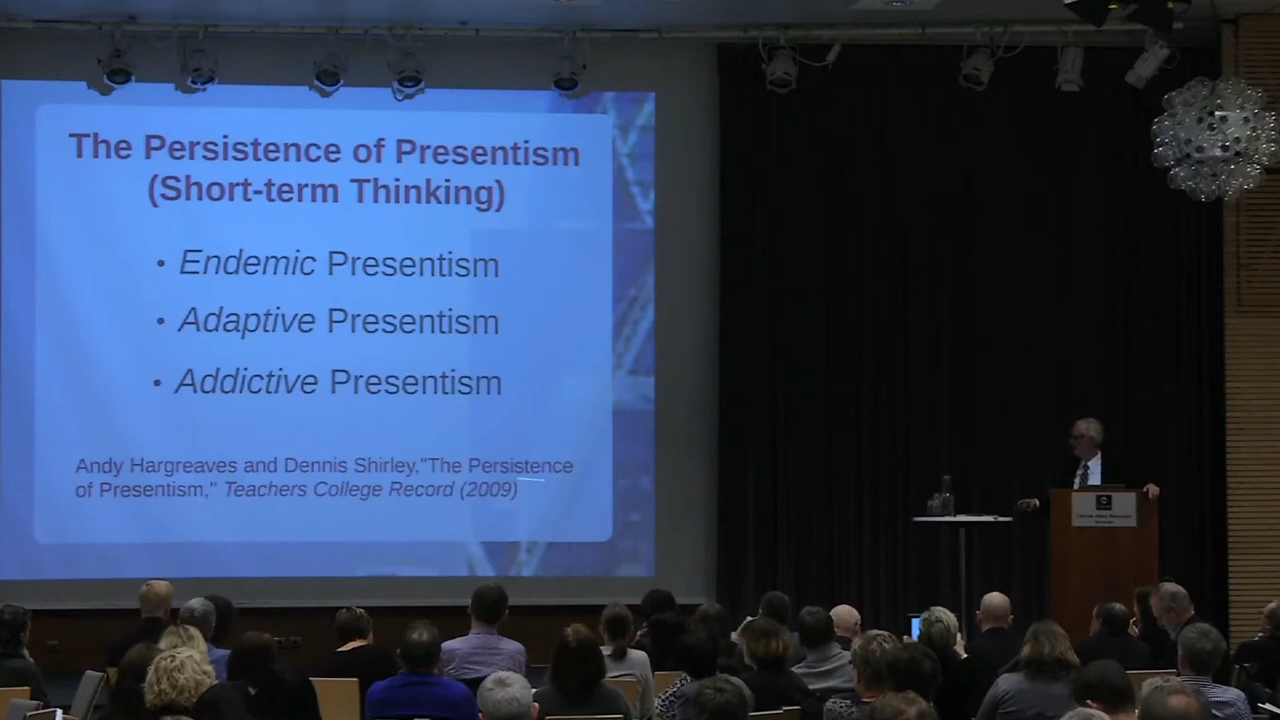 The Persistence of Presentism
(Short-term Thinking)
• Endemic Presentism
• Adaptive Presentism
• Addictive Presentism
Andy Hargreaves and Dennis Shirley,"The Persistence
of Presentism," Teachers College Record (2009)